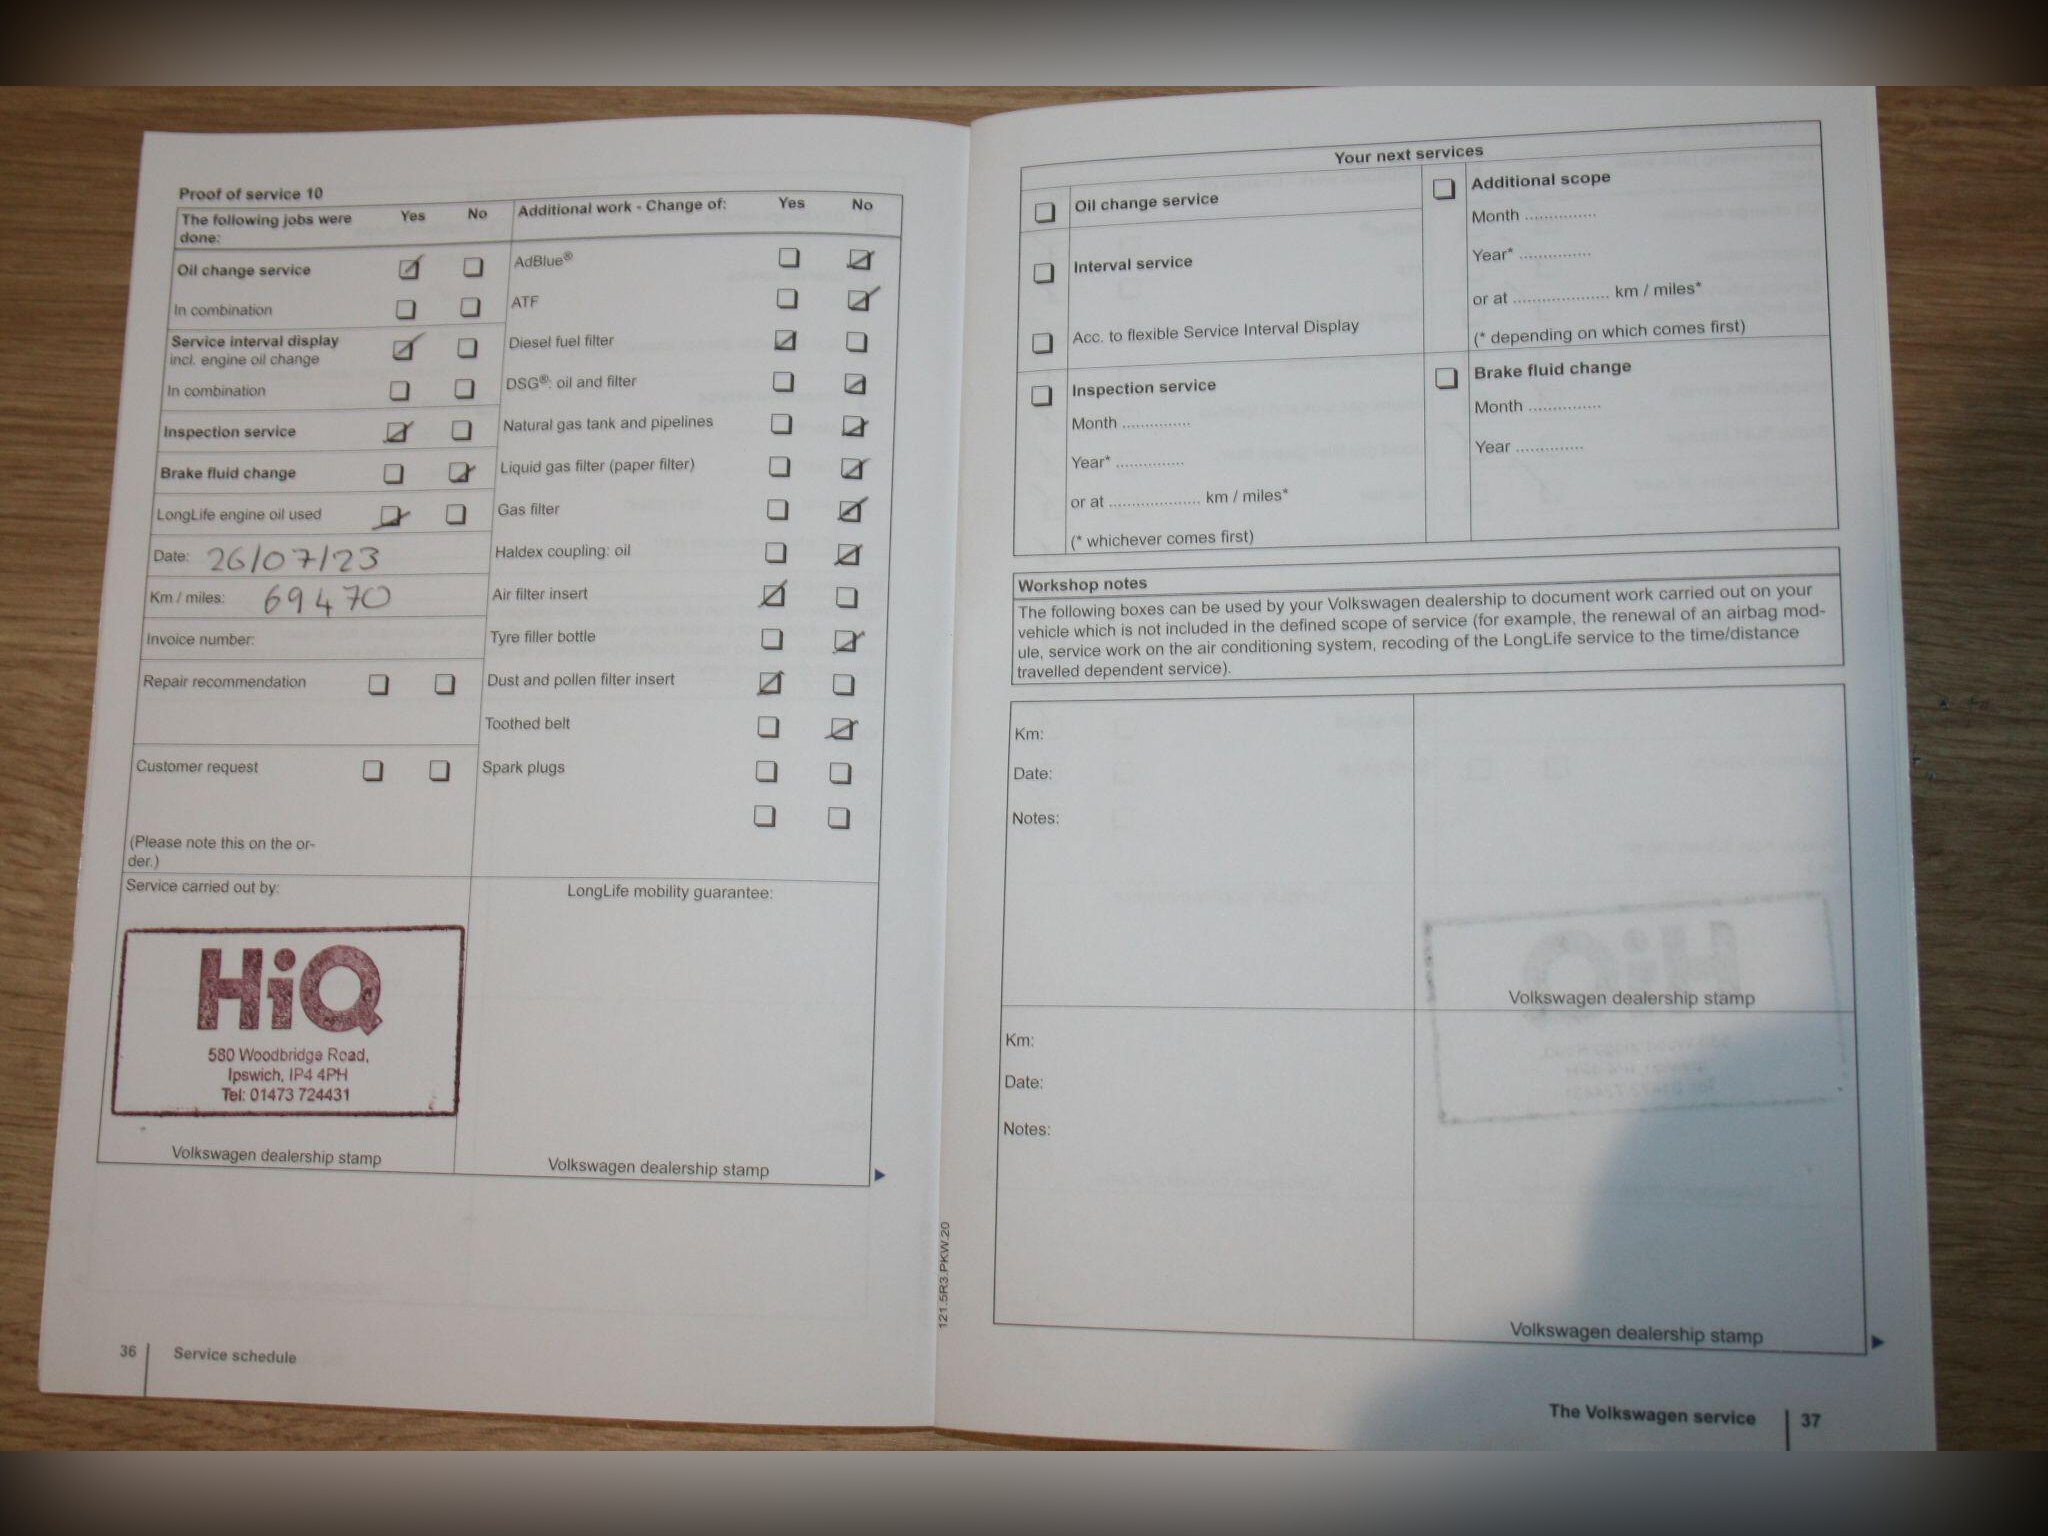 Proof of service 10
The following jobs were
done:
Yes
No
Oil change service
In combination
Service interval display
incl. engine oil change
In combination
Inspection service
Brake fluid change
LongLife engine oil used
Date: 26/07/23
Km / miles: 69470
Invoice number:
Repair recommendation
Customer request
(Please note this on the or-
der.)
Additional work - Change of:
Yes
No
AdBlue®
ATF
Diesel fuel filter
DSG®: oil and filter
Natural gas tank and pipelines
Liquid gas filter (paper filter)
Gas filter
Haldex coupling: oil
Air filter insert
Tyre filler bottle
Dust and pollen filter insert
Toothed belt
Spark plugs
Service carried out by:
HiQ
580 Woodbridge Road,
Ipswich, IP4 4PH
Tel: 01473 724431
Volkswagen dealership stamp
LongLife mobility guarantee:
Volkswagen dealership stamp
36
Service schedule
121.5R3.PKW.20
Your next services
Oil change service
Interval service
Acc. to flexible Service Interval Display
Inspection service
Month ...............
Year* ...............
or at .................... km / miles*
(* whichever comes first)
Additional scope
Month ...............
Year* ...............
or at .................... km / miles*
(* depending on which comes first)
Brake fluid change
Month ...............
Year ..............
Workshop notes
The following boxes can be used by your Volkswagen dealership to document work carried out on your
vehicle which is not included in the defined scope of service (for example, the renewal of an airbag mod-
ule, service work on the air conditioning system, recoding of the LongLife service to the time/distance
travelled dependent service).
Km:
Date:
Notes:
Volkswagen dealership stamp
Km:
Date:
Notes:
Volkswagen dealership stamp
The Volkswagen service
37